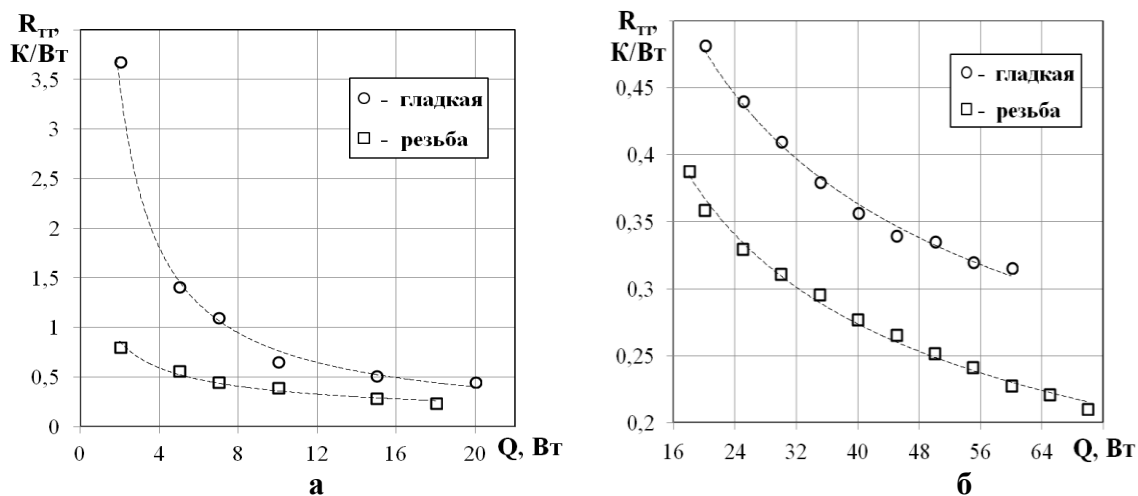 Rтт,
К/Вт
3,5
3
2,5
2
1,5
1
0,5
0
0 4 8 12 16 20 Q, Вт
- гладкая
- резьба
а
Rтт,
К/Вт
0,45
0,4
0,35
0,3
0,25
0,2
16 24 32 40 48 56 64 Q, Вт
- гладкая
- резьба
б